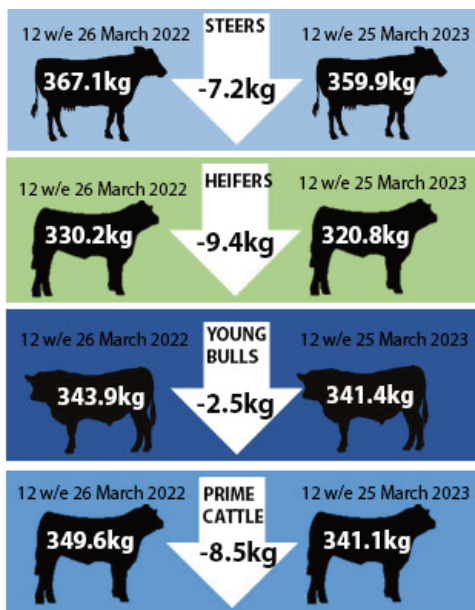 STEERS
12 w/e 26 March 2022
12 w/e 25 March 2023
367.1kg
-7.2kg
359.9kg
HEIFERS
12 w/e 26 March 2022
12 w/e 25 March 2023
330.2kg
-9.4kg
320.8kg
12 w/e 26 March 2022
YOUNG
BULLS
12 w/e 25 March 2023
343.9kg
-2.5kg
341.4kg
12 w/e 26 March 2022
PRIME
CATTLE
12 w/e 25 March 2023
349.6kg
-8.5kg
341.1kg